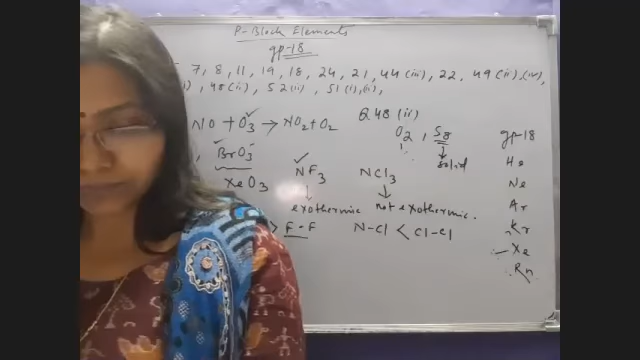 P-Block Elements
gp-18
7, 8, 11, 19, 18, 24, 21, 44(iii), 22, 49(ii),(iv),
48(ii), 52(ii), 51(i),(ii),
NO + O3 → NO2 + O2
Q 48 (ii)
O2, S8
solid
BrO3-
XeO3
NF3 NCl3
exothermic not exothermic.
> F-F N-Cl < Cl-Cl
gp-18
He
Ne
Ar
Kr
Xe
Rn